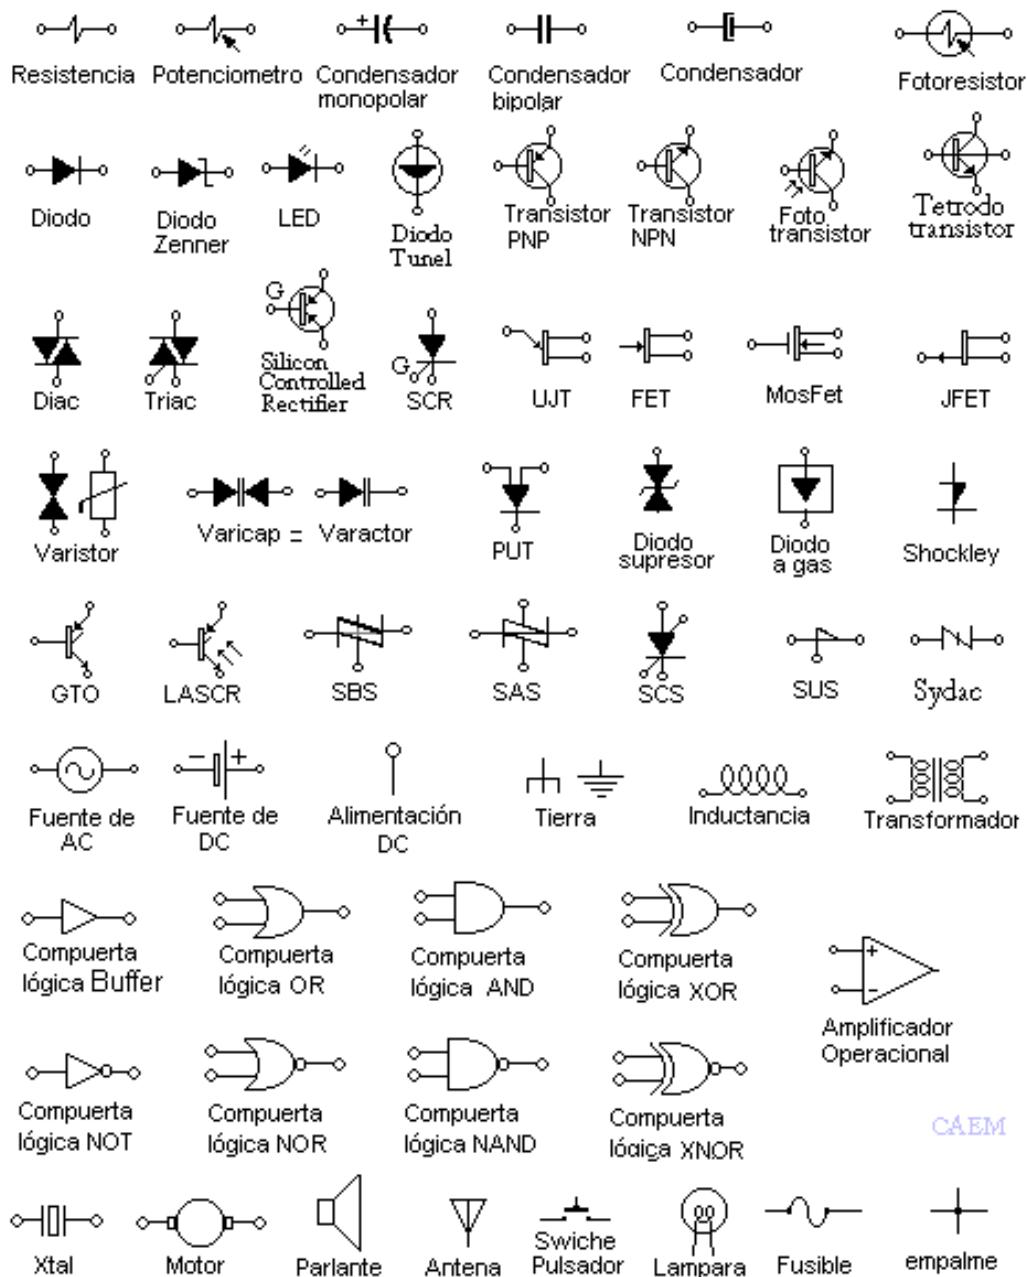 +
Resistencia Potenciometro Condensador monopolar Condensador bipolar Condensador Fotoresistor
Diodo Diodo Zenner LED Diodo Tunel Transistor PNP Transistor NPN Foto transistor Tetrodo transistor
G
G
Diac Triac Silicon Controlled Rectifier SCR UJT FET MosFet JFET
Varistor Varicap = Varactor PUT Diodo supresor Diodo a gas Shockley
GTO LASCR SBS SAS SCS SUS Sydac
− +
Fuente de AC Fuente de DC Alimentación DC Tierra Inductancia Transformador
Compuerta lógica Buffer Compuerta lógica OR Compuerta lógica AND Compuerta lógica XOR
+
−
Amplificador Operacional
Compuerta lógica NOT Compuerta lógica NOR Compuerta lógica NAND Compuerta lógica XNOR
CAEM
Xtal Motor Parlante Antena Swiche Pulsador Lampara Fusible empalme